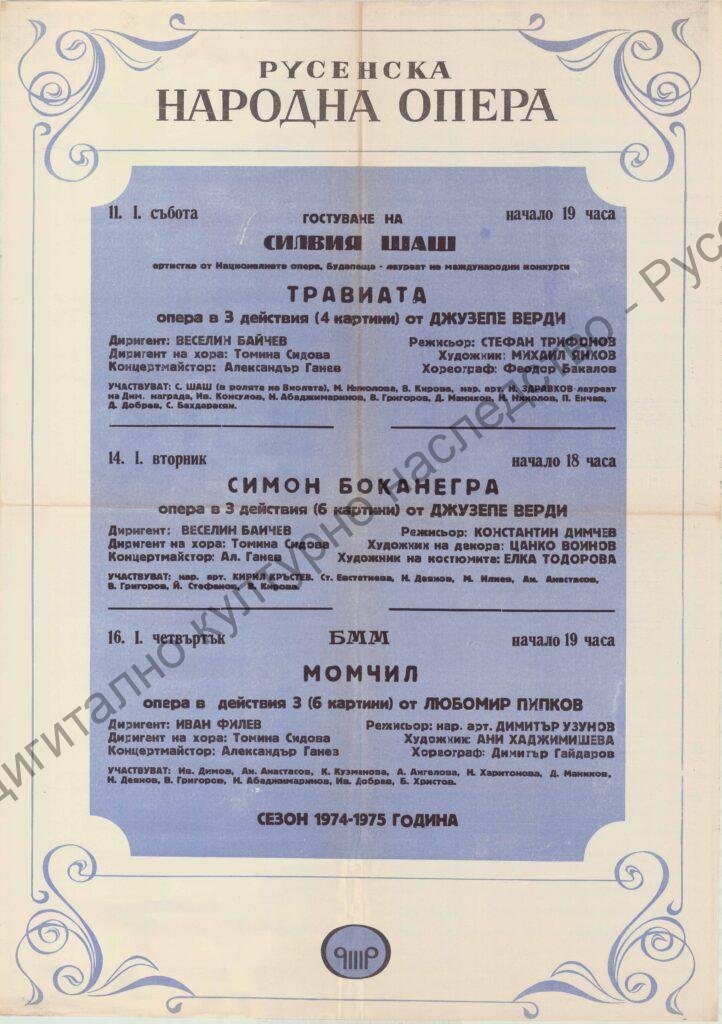 РУСЕНСКА
НАРОДНА ОПЕРА
11. I. събота
ГОСТУВАНЕ НА
начало 19 часа
СИЛВИЯ ШАШ
артистка от Националната опера, Будапеща - лауреат на международни конкурси
ТРАВИАТА
опера в 3 действия (4 картини) от ДЖУЗЕПЕ ВЕРДИ
Диригент: ВЕСЕЛИН БАЙЧЕВ
Режисьор: СТЕФАН ТРИФОНОВ
Диригент на хора: Томина Сидова
Художник: МИХАИЛ ЯНКОВ
Концертмайстор: Александър Ганев
Хореограф: Феодор Бакалов
УЧАСТВУВАТ: С. ШАШ (в ролята на Виолета), М. Николова, В. Кирова, нар. арт. Н. ЗДРАВКОВ лауреат
на Дим. награда, Ив. Консулов, Н. Абаджимаринов, В. Григоров, Д. Маников, Н. Николов, П. Енчев,
Д. Добрев, С. Бахдарасян.
14. I. вторник
начало 18 часа
СИМОН БОКАНЕГРА
опера в 3 действия (6 картини) от ДЖУЗЕПЕ ВЕРДИ
Диригент: ВЕСЕЛИН БАИЧЕВ
Режисьор: КОНСТАНТИН ДИМЧЕВ
Диригент на хора: Томина Сидова
Художник на декора: ЦАНКО ВОИНОВ
Концертмайстор: Ал. Ганев
Художник на костюмите: ЕЛКА ТОДОРОВА
УЧАСТВУВАТ: нар. арт. КИРИЛ КРЪСТЕВ, Ст. Евстатиева, Н. Деянов, М. Илиев, Ан. Анастасов,
В. Григоров, Й. Стефанов, В. Кирова.
16. I. четвъртък
БММ
начало 19 часа
МОМЧИЛ
опера в действия 3 (6 картини) от ЛЮБОМИР ПИПКОВ
Диригент: ИВАН ФИЛЕВ
Режисьор: нар. арт. ДИМИТЪР УЗУНОВ
Диригент на хора: Томина Сидова
Художник: АНИ ХАДЖИМИШЕВА
Концертмайстор: Александър Ганев
Хореограф: Димитър Гайдаров
УЧАСТВУВАТ: Ив. Димов, Ан. Анастасов, К. Кузманова, А. Ангелова, Н. Харитонова, Д. Маников,
Н. Деянов, В. Григоров, Н. Абаджимаринов, Ив. Добрев, Б. Христов.
СЕЗОН 1974-1975 ГОДИНА
дигитално културно наследство - Русе